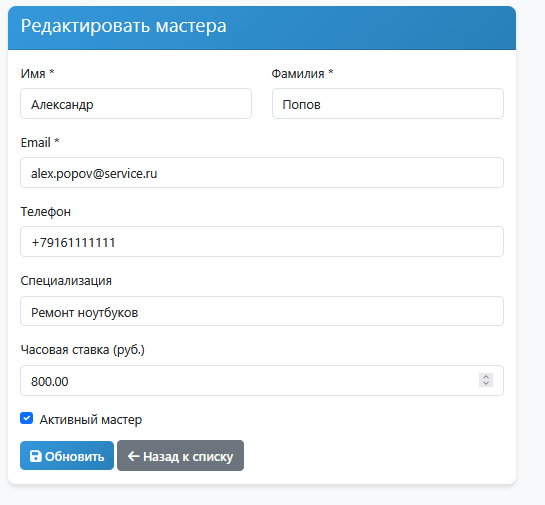 Редактировать мастера
Имя * Фамилия *
Александр Попов
Email *
alex.popov@service.ru
Телефон
+79161111111
Специализация
Ремонт ноутбуков
Часовая ставка (руб.)
800.00
Активный мастер
Обновить Назад к списку